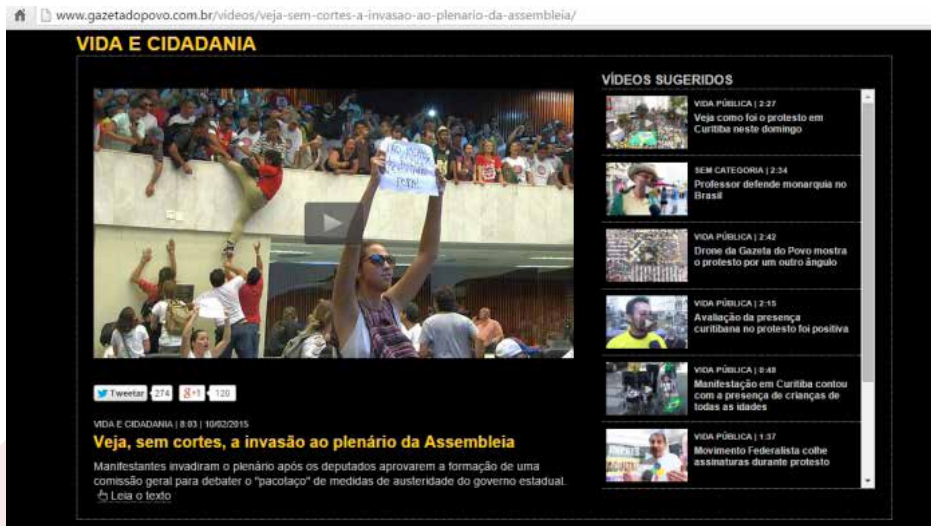 www.gazetadopovo.com.br/videos/veja-sem-cortes-a-invasao-ao-plenario-da-assembleia/
VIDA E CIDADANIA
VÍDEOS SUGERIDOS
VIDA PÚBLICA | 2:27
Veja como foi o protesto em
Curitiba neste domingo
SEM CATEGORIA | 2:34
Professor defende monarquia no
Brasil
VIDA PÚBLICA | 2:42
Drone da Gazeta do Povo mostra
o protesto por um outro ângulo
VIDA PÚBLICA | 2:15
Avaliação da presença
curitibana no protesto foi positiva
VIDA PÚBLICA | 0:48
Manifestação em Curitiba contou
com a presença de crianças de
todas as idades
VIDA PÚBLICA | 1:37
Movimento Federalista colhe
assinaturas durante protesto
Tweetar 274 g+1 120
VIDA E CIDADANIA | 8:03 | 10/02/2015
Veja, sem cortes, a invasão ao plenário da Assembleia
Manifestantes invadiram o plenário após os deputados aprovarem a formação de uma
comissão geral para debater o "pacotaço" de medidas de austeridade do governo estadual.
Leia o texto